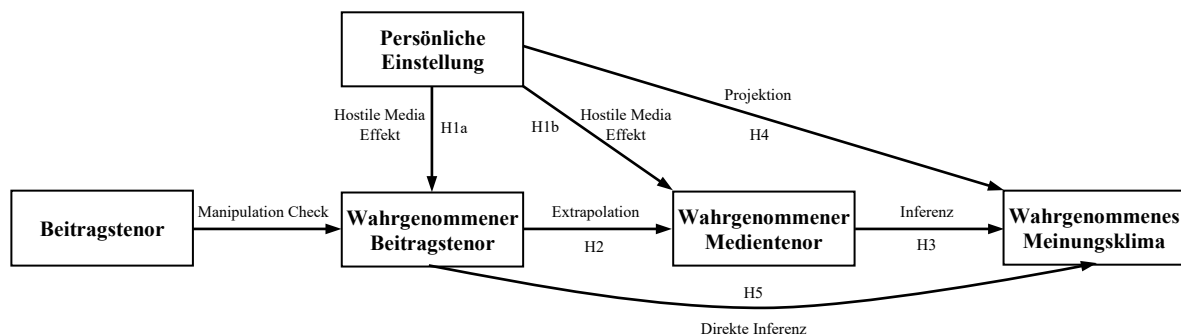 Persönliche
Einstellung
Projektion
Hostile Media
Effekt
H1a
H1b
Hostile Media
Effekt
H4
Beitragstenor
Manipulation Check
Wahrgenommener
Beitragstenor
Extrapolation
H2
Wahrgenommener
Medientenor
Inferenz
H3
Wahrgenommenes
Meinungsklima
H5
Direkte Inferenz